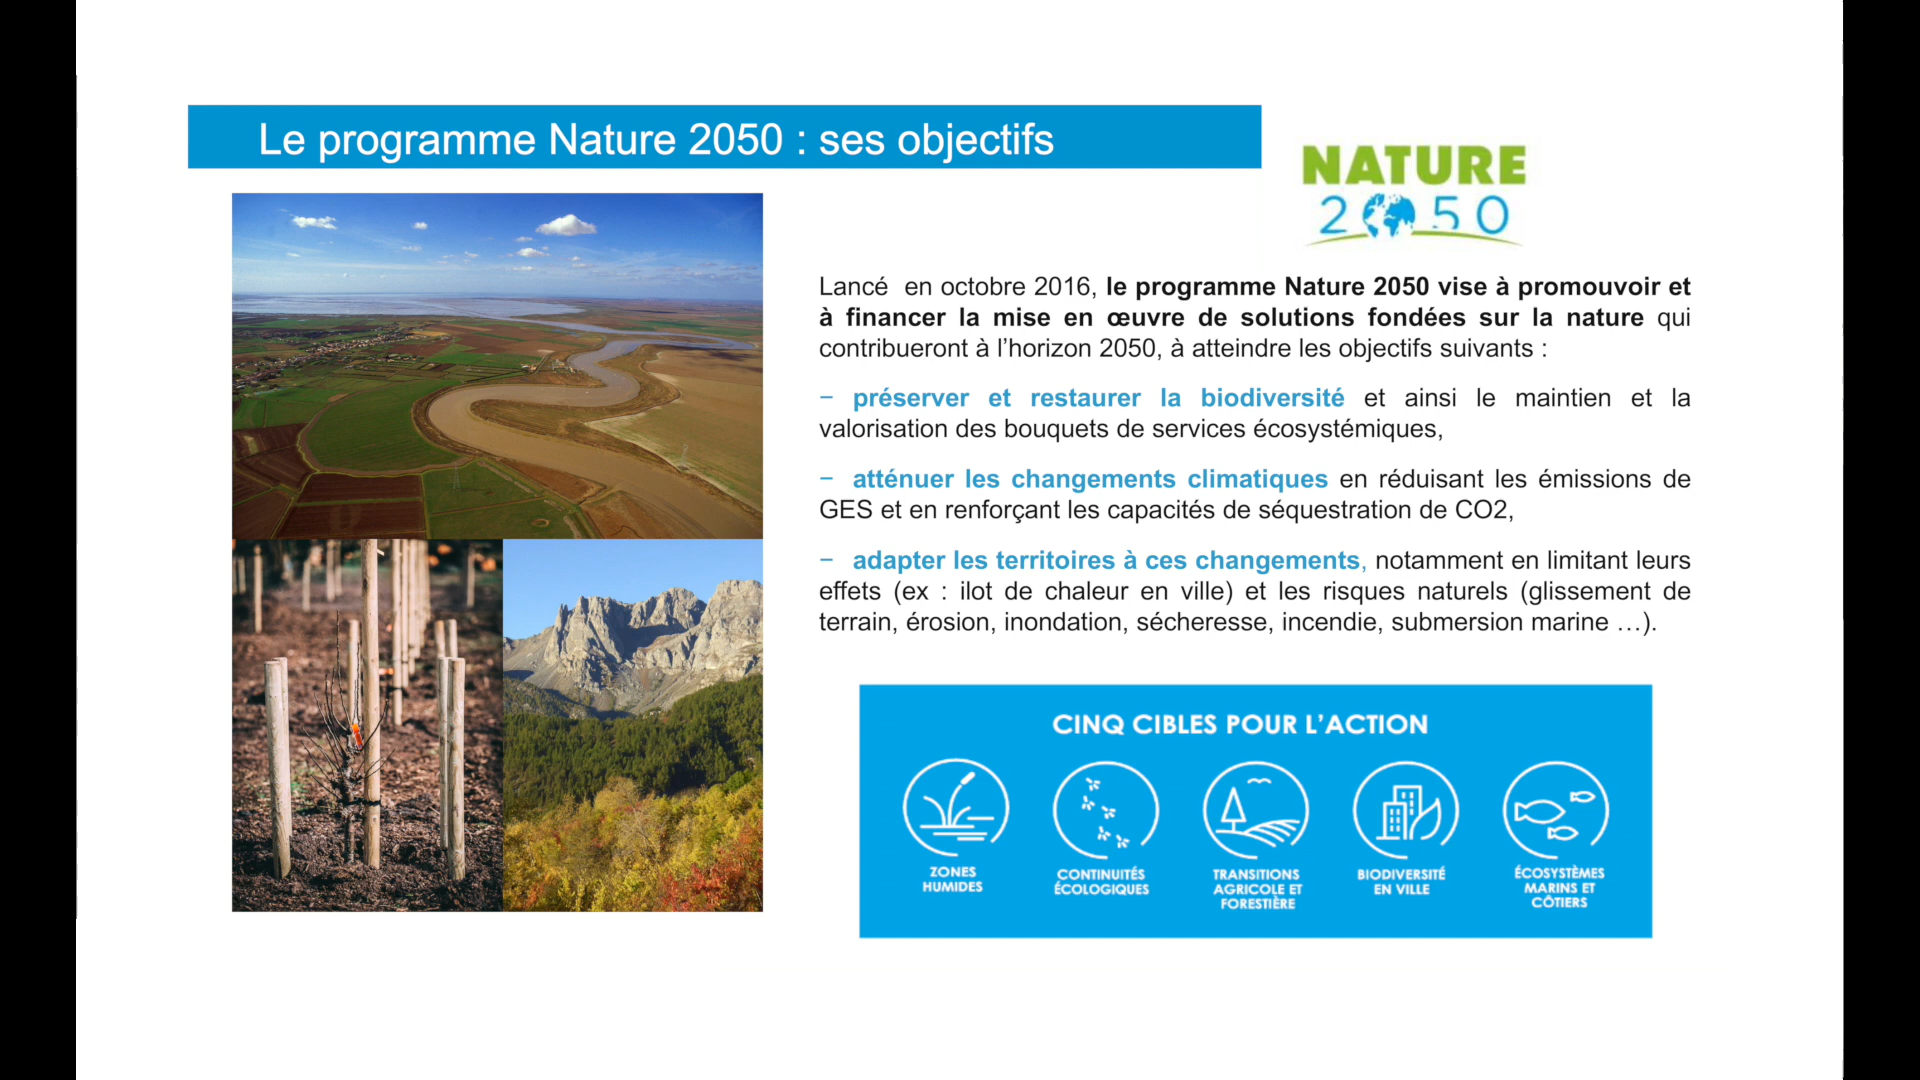 Le programme Nature 2050 : ses objectifs
NATURE
2050
Lancé en octobre 2016, le programme Nature 2050 vise à promouvoir et
à financer la mise en œuvre de solutions fondées sur la nature qui
contribueront à l'horizon 2050, à atteindre les objectifs suivants :
− préserver et restaurer la biodiversité et ainsi le maintien et la
valorisation des bouquets de services écosystémiques,
− atténuer les changements climatiques en réduisant les émissions de
GES et en renforçant les capacités de séquestration de CO2,
− adapter les territoires à ces changements, notamment en limitant leurs
effets (ex : ilot de chaleur en ville) et les risques naturels (glissement de
terrain, érosion, inondation, sécheresse, incendie, submersion marine …).
CINQ CIBLES POUR L'ACTION
ZONES
HUMIDES
CONTINUITÉS
ÉCOLOGIQUES
TRANSITIONS
AGRICOLE ET
FORESTIÈRE
BIODIVERSITÉ
EN VILLE
ÉCOSYSTÈMES
MARINS ET
CÔTIERS